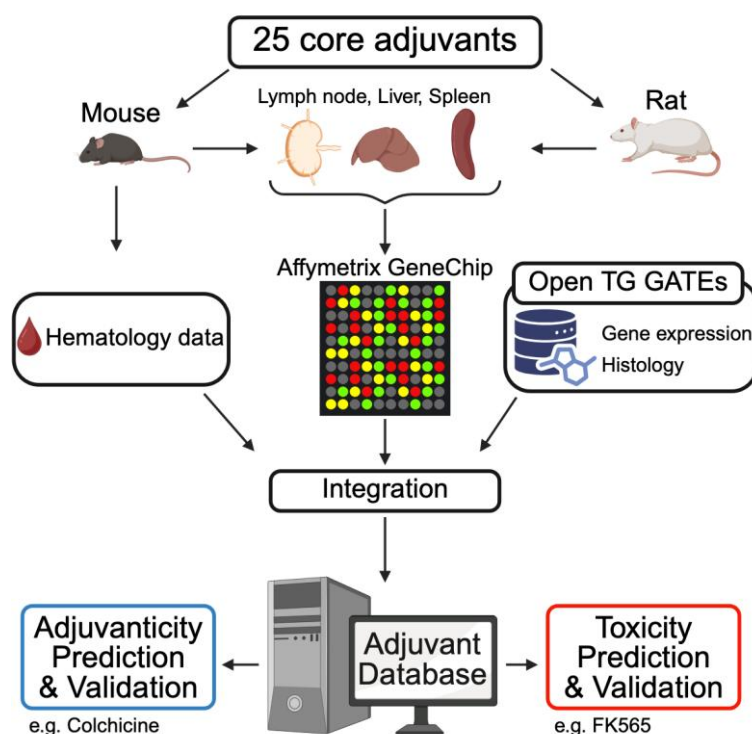 25 core adjuvants
Mouse
Lymph node, Liver, Spleen
Rat
Affymetrix GeneChip
Open TG GATEs
Hematology data
Gene expression
Histology
Integration
Adjuvanticity
Prediction
& Validation
Adjuvant
Database
Toxicity
Prediction
& Validation
e.g. Colchicine
e.g. FK565